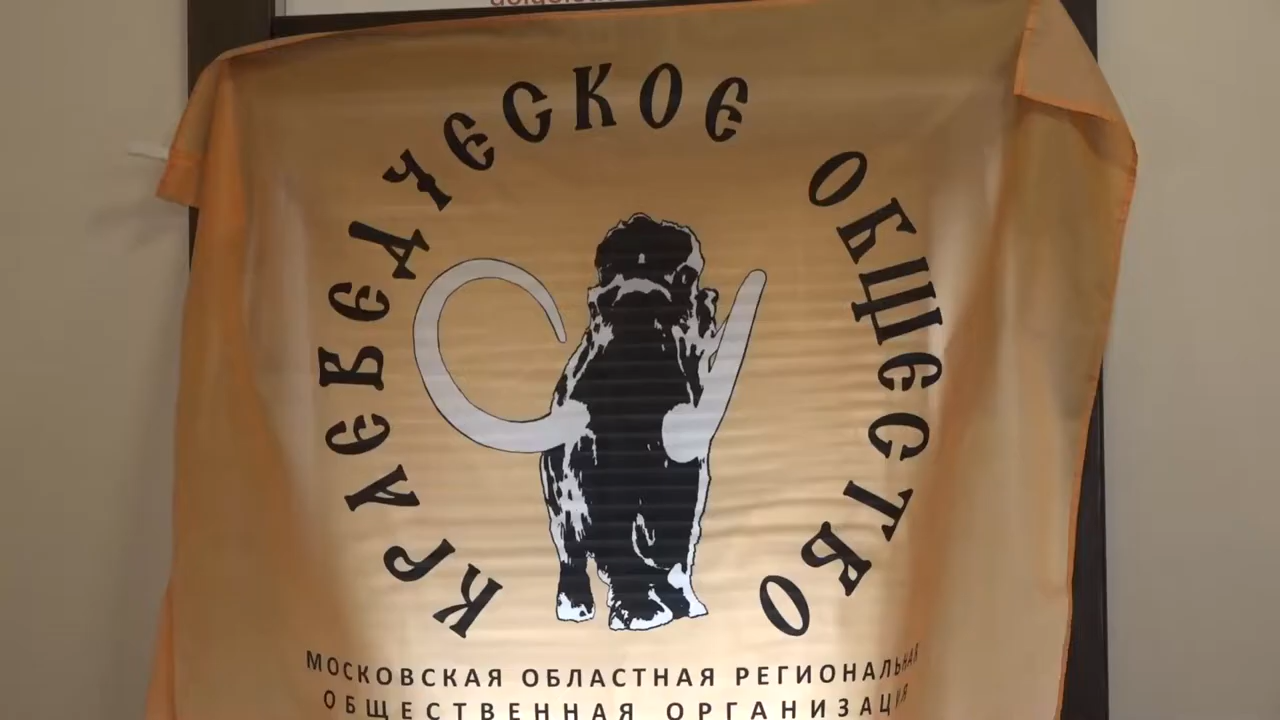 КРАЕВЕДЧЕСКОЕ ОБЩЕСТВО
МОСКОВСКАЯ ОБЛАСТНАЯ РЕГИОНАЛЬНАЯ
ОБЩЕСТВЕННАЯ ОРГАНИЗАЦИЯ